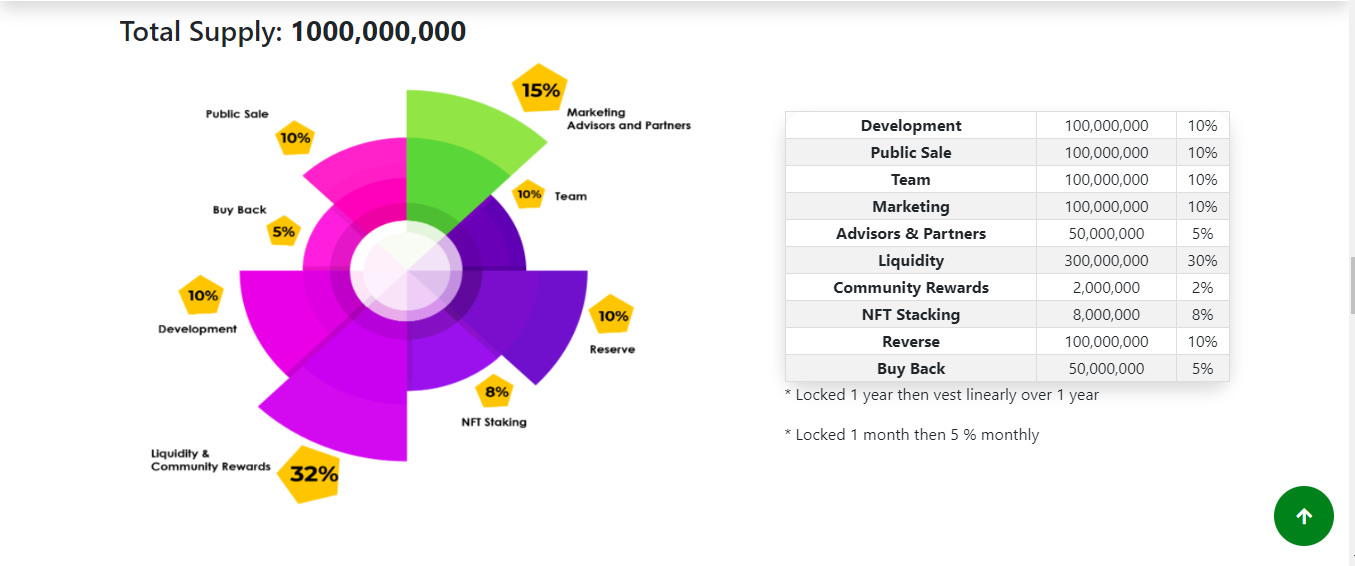 Total Supply: 1000,000,000
15%
Marketing
Advisors and Partners
Public Sale
10%
10%
Team
Buy Back
5%
10%
Development
10%
Reserve
8%
NFT Staking
Liquidity &
Community Rewards
32%
Development 100,000,000 10%
Public Sale 100,000,000 10%
Team 100,000,000 10%
Marketing 100,000,000 10%
Advisors & Partners 50,000,000 5%
Liquidity 300,000,000 30%
Community Rewards 2,000,000 2%
NFT Stacking 8,000,000 8%
Reverse 100,000,000 10%
Buy Back 50,000,000 5%
* Locked 1 year then vest linearly over 1 year
* Locked 1 month then 5 % monthly